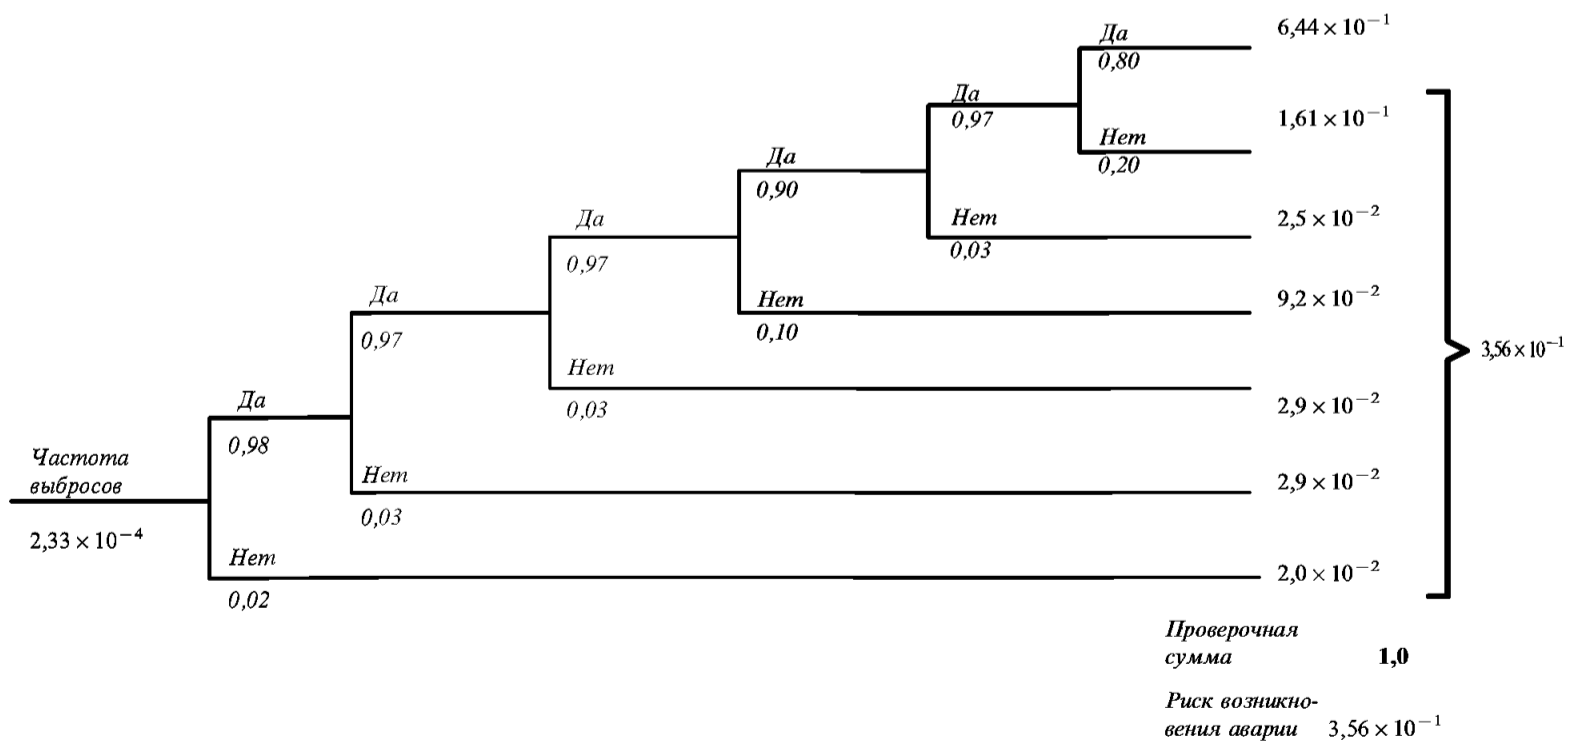 6,44 × 10⁻¹
Да
0,80
Да
0,97
1,61 × 10⁻¹
Нет
0,20
Да
0,90
Нет
0,03
2,5 × 10⁻²
Да
0,97
Нет
0,10
9,2 × 10⁻²
Да
0,97
3,56 × 10⁻¹
Нет
0,03
2,9 × 10⁻²
Да
0,98
Нет
0,03
2,9 × 10⁻²
Частота
выбросов
2,33 × 10⁻⁴
Нет
0,02
2,0 × 10⁻²
Проверочная
сумма 1,0
Риск возникно-
вения аварии 3,56 × 10⁻¹